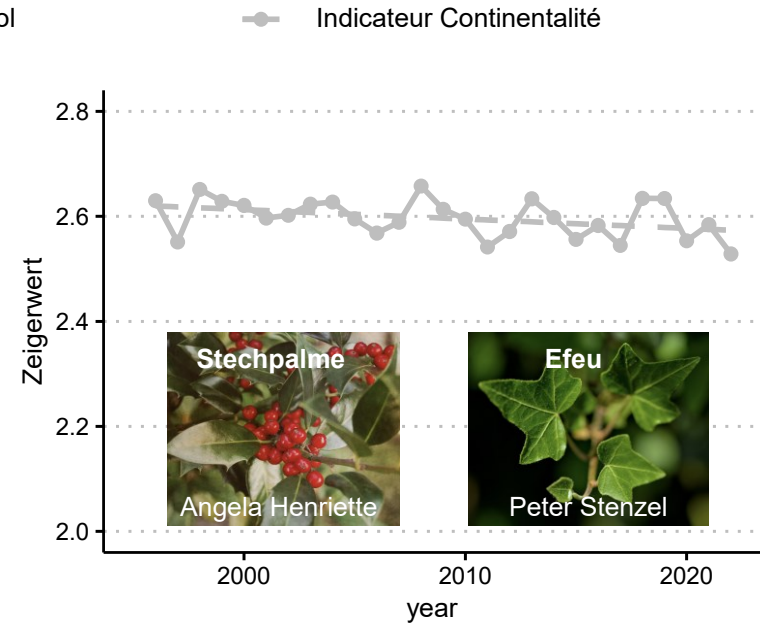 ol
Indicateur Continentalité
2.8
2.6
2.4
2.2
2.0
Zeigerwert
Stechpalme
Efeu
Angela Henriette
Peter Stenzel
2000 2010 2020
year